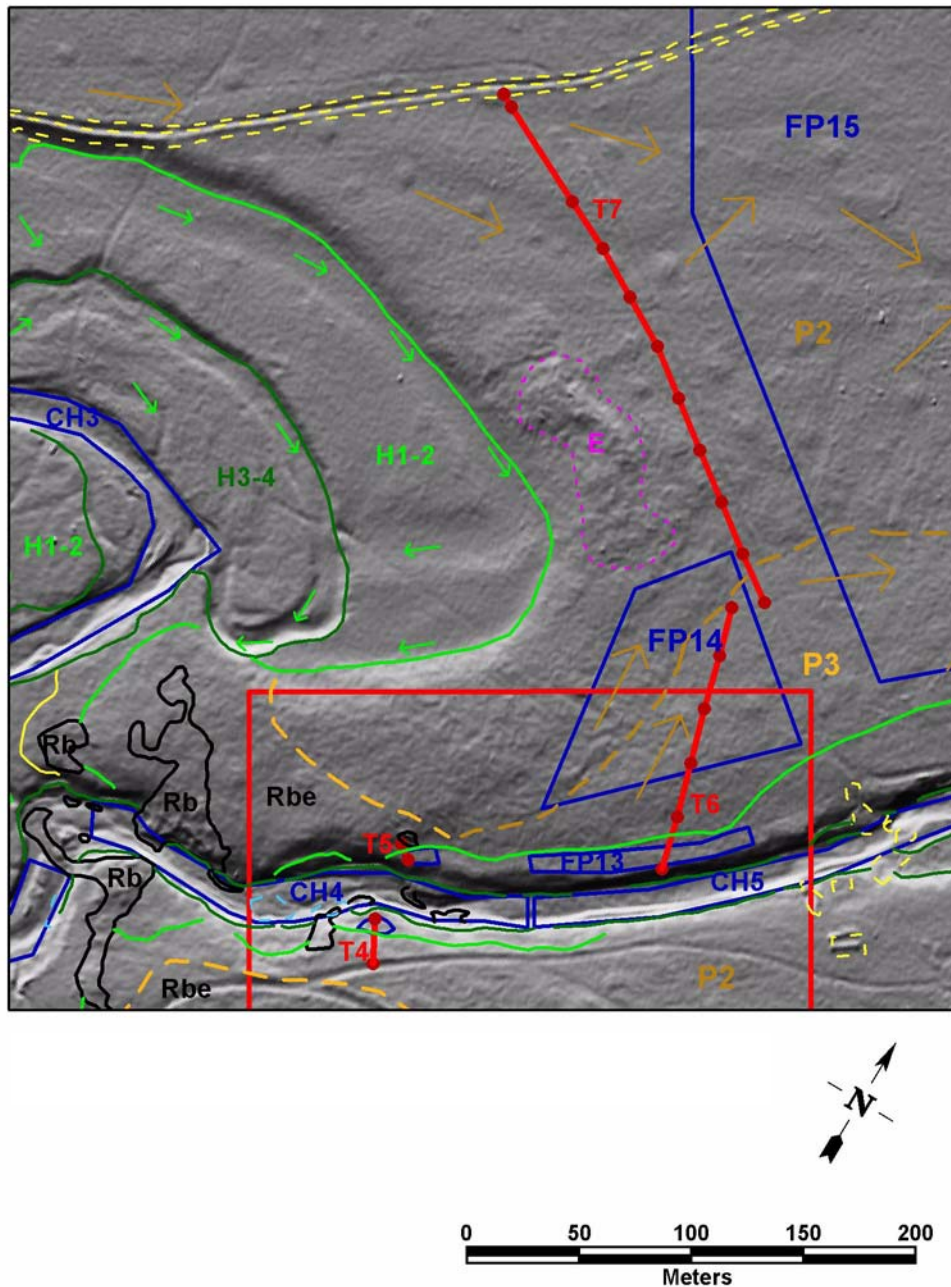 FP15
T7
P2
CH3
E
H1-2
H3-4
H1-2
FP14
P3
Rb
Rb
Rbe
T6
T5
FP13
Rb
CH4
CH5
T4
Rbe
P2
N
0 50 100 150 200
Meters